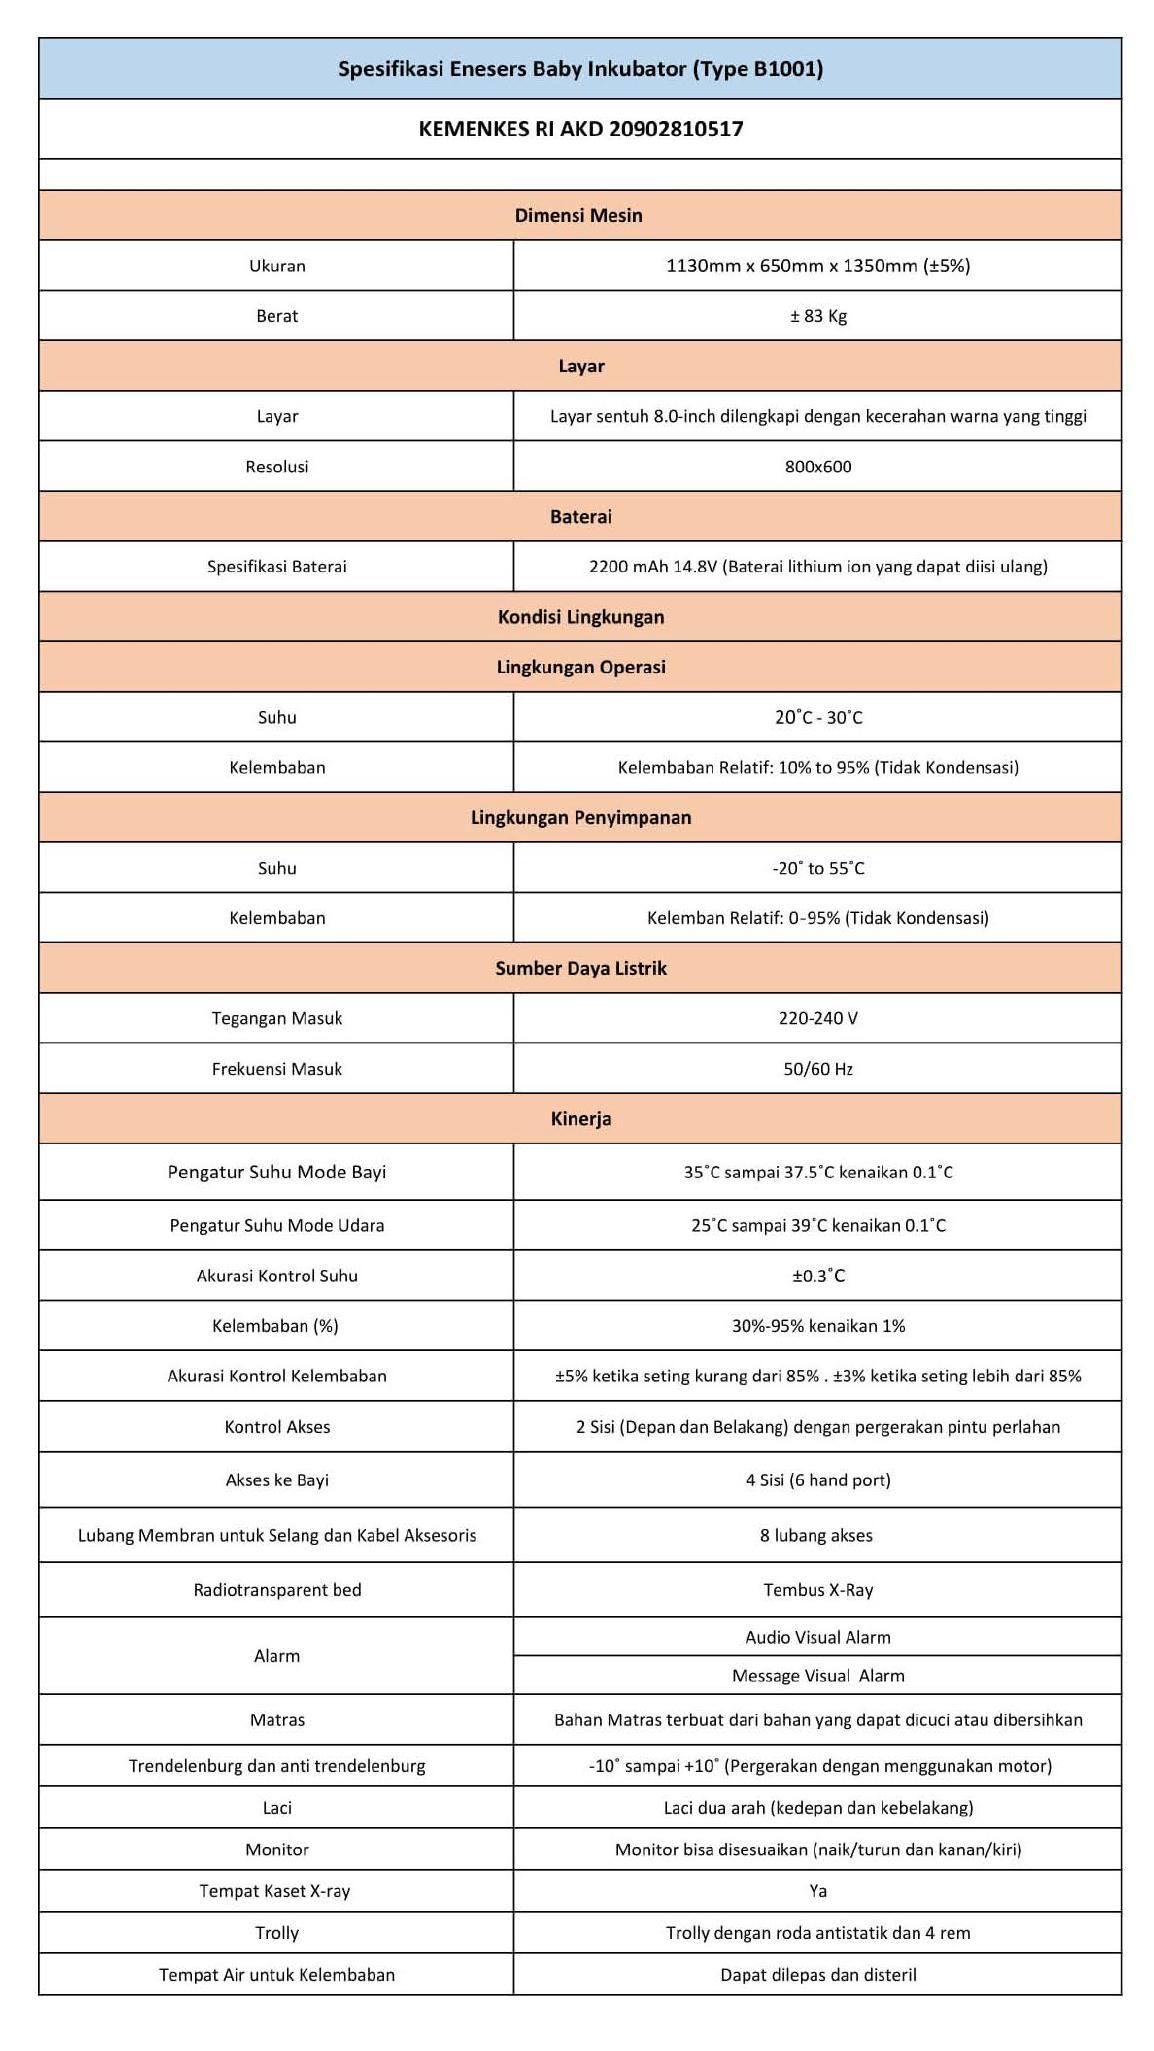 Spesifikasi Enesers Baby Inkubator (Type B1001)
KEMENKES RI AKD 20902810517
Dimensi Mesin
Ukuran 1130mm x 650mm x 1350mm (±5%)
Berat ± 83 Kg
Layar
Layar Layar sentuh 8.0-inch dilengkapi dengan kecerahan warna yang tinggi
Resolusi 800x600
Baterai
Spesifikasi Baterai 2200 mAh 14.8V (Baterai lithium ion yang dapat diisi ulang)
Kondisi Lingkungan
Lingkungan Operasi
Suhu 20˚C - 30˚C
Kelembaban Kelembaban Relatif: 10% to 95% (Tidak Kondensasi)
Lingkungan Penyimpanan
Suhu -20˚ to 55˚C
Kelembaban Kelemban Relatif: 0-95% (Tidak Kondensasi)
Sumber Daya Listrik
Tegangan Masuk 220-240 V
Frekuensi Masuk 50/60 Hz
Kinerja
Pengatur Suhu Mode Bayi 35˚C sampai 37.5˚C kenaikan 0.1˚C
Pengatur Suhu Mode Udara 25˚C sampai 39˚C kenaikan 0.1˚C
Akurasi Kontrol Suhu ±0.3˚C
Kelembaban (%) 30%-95% kenaikan 1%
Akurasi Kontrol Kelembaban ±5% ketika seting kurang dari 85% . ±3% ketika seting lebih dari 85%
Kontrol Akses 2 Sisi (Depan dan Belakang) dengan pergerakan pintu perlahan
Akses ke Bayi 4 Sisi (6 hand port)
Lubang Membran untuk Selang dan Kabel Aksesoris 8 lubang akses
Radiotransparent bed Tembus X-Ray
Alarm Audio Visual Alarm
Message Visual Alarm
Matras Bahan Matras terbuat dari bahan yang dapat dicuci atau dibersihkan
Trendelenburg dan anti trendelenburg -10˚ sampai +10˚ (Pergerakan dengan menggunakan motor)
Laci Laci dua arah (kedepan dan kebelakang)
Monitor Monitor bisa disesuaikan (naik/turun dan kanan/kiri)
Tempat Kaset X-ray Ya
Trolly Trolly dengan roda antistatik dan 4 rem
Tempat Air untuk Kelembaban Dapat dilepas dan disteril